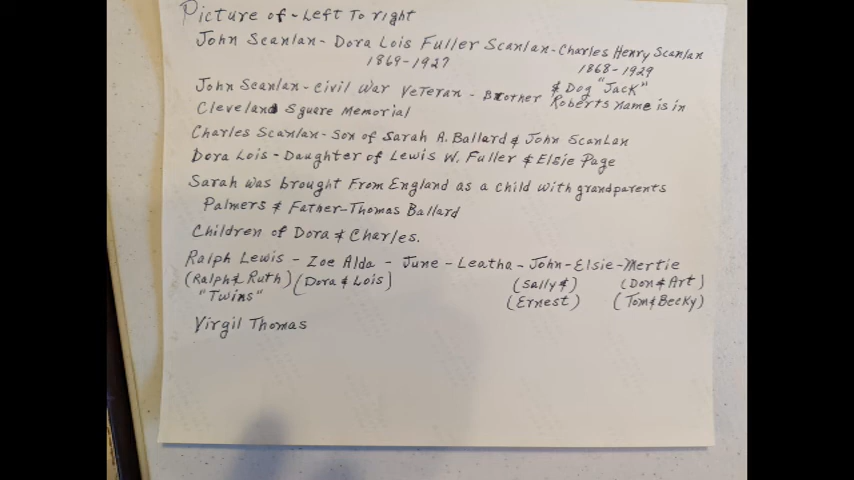 Picture of - Left To right
John Scanlan - Dora Lois Fuller Scanlan - Charles Henry Scanlan
1869-1927 1868-1929
& Dog "Jack"
John Scanlan - Civil War Veteran - Brother Roberts name is in
Cleveland Square Memorial
Charles Scanlan - Son of Sarah A. Ballard & John Scanlan
Dora Lois - Daughter of Lewis W. Fuller & Elsie Page
Sarah was brought From England as a child with grandparents
Palmers & Father - Thomas Ballard
Children of Dora & Charles.
Ralph Lewis - Zoe Alda - June - Leatha - John - Elsie - Mertie
(Ralph & Ruth) (Dora & Lois) (Sally &) (Don & Art)
"Twins" (Ernest) (Tom & Becky)
Virgil Thomas